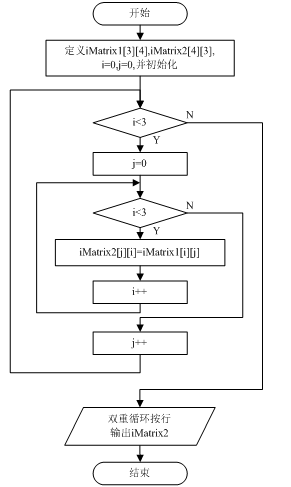 开始
定义iMatrix1[3][4],iMatrix2[4][3],
i=0,j=0,并初始化
i<3
N
Y
j=0
i<3
N
Y
iMatrix2[j][i]=iMatrix1[i][j]
i++
j++
双重循环按行
输出iMatrix2
结束